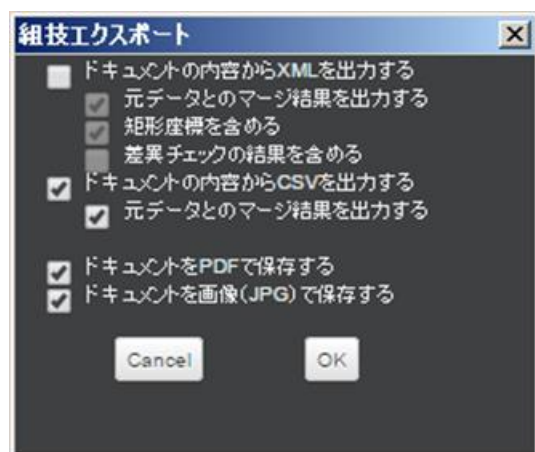 組技エクスポート
ドキュメントの内容からXMLを出力する
元データとのマージ結果を出力する
矩形座標を含める
差異チェックの結果を含める
ドキュメントの内容からCSVを出力する
元データとのマージ結果を出力する
ドキュメントをPDFで保存する
ドキュメントを画像(JPG)で保存する
Cancel OK